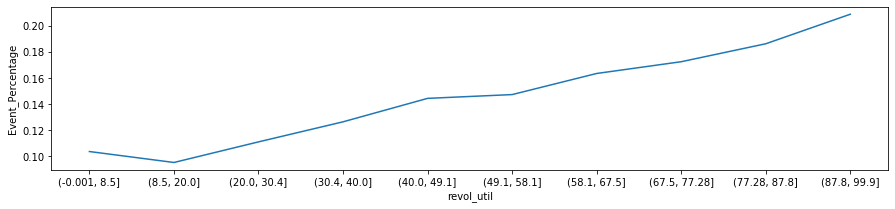 Event_Percentage
0.20
0.18
0.16
0.14
0.12
0.10
(-0.001, 8.5] (8.5, 20.0] (20.0, 30.4] (30.4, 40.0] (40.0, 49.1] (49.1, 58.1] (58.1, 67.5] (67.5, 77.28] (77.28, 87.8] (87.8, 99.9]
revol_util